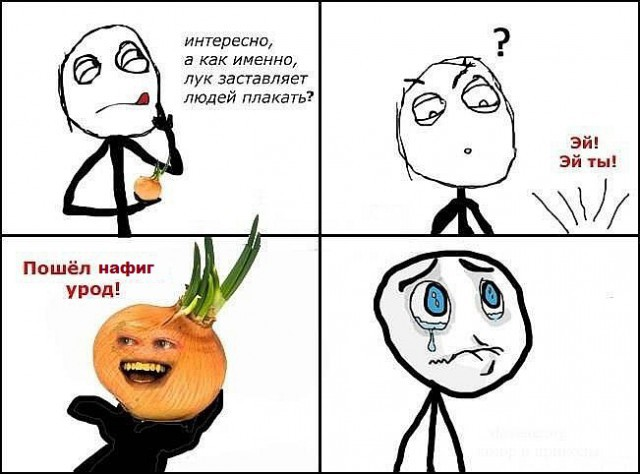 интересно,
а как именно,
лук заставляет
людей плакать?
?
Эй!
Эй ты!
Пошёл нафиг
урод!